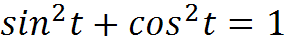 sin²t + cos²t = 1